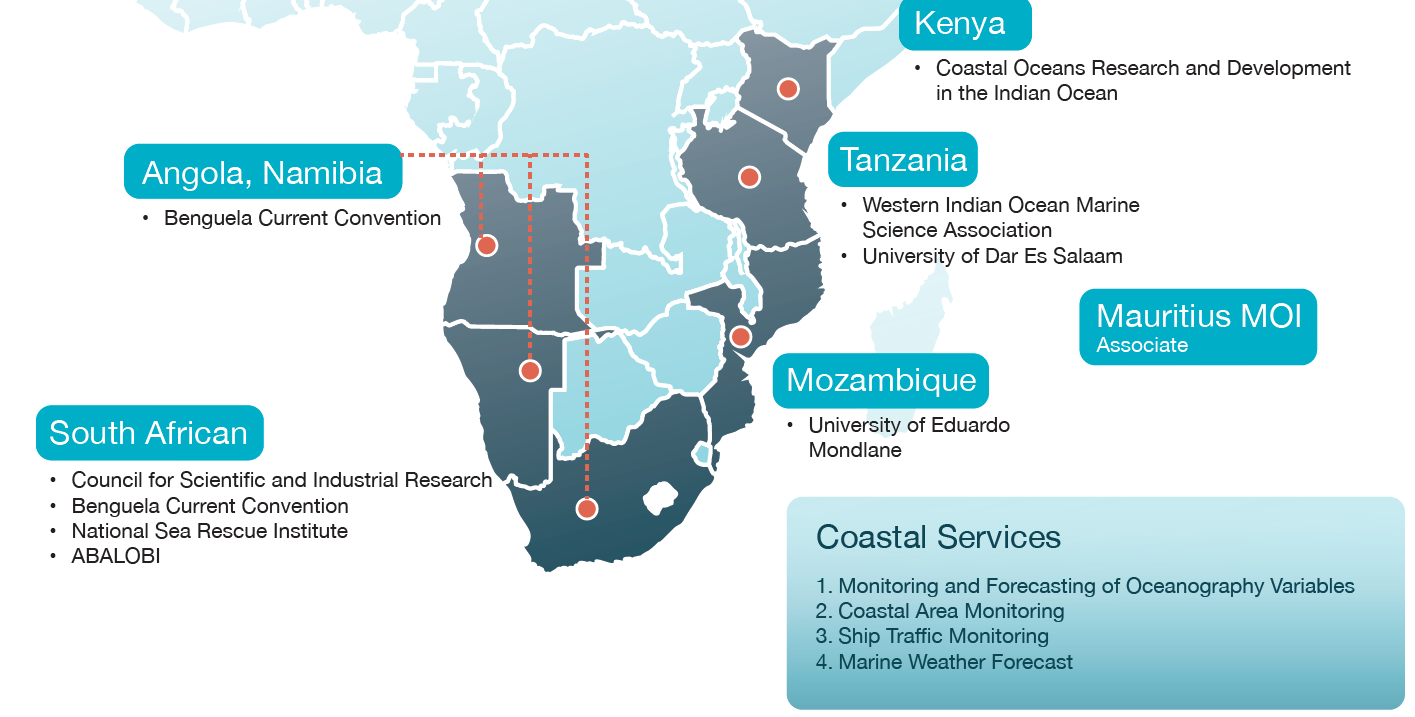 Kenya
• Coastal Oceans Research and Development
in the Indian Ocean
Angola, Namibia
• Benguela Current Convention
Tanzania
• Western Indian Ocean Marine
Science Association
• University of Dar Es Salaam
Mauritius MOI
Associate
Mozambique
• University of Eduardo
Mondlane
South African
• Council for Scientific and Industrial Research
• Benguela Current Convention
• National Sea Rescue Institute
• ABALOBI
Coastal Services
1. Monitoring and Forecasting of Oceanography Variables
2. Coastal Area Monitoring
3. Ship Traffic Monitoring
4. Marine Weather Forecast